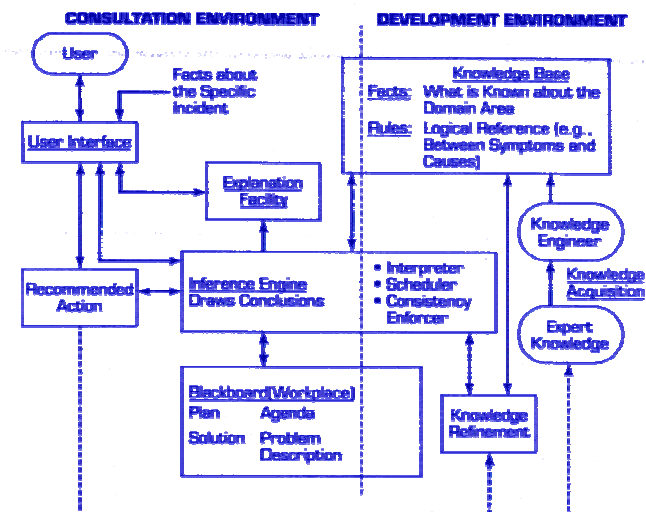 CONSULTATION ENVIRONMENT
DEVELOPMENT ENVIRONMENT
User
Facts about
the Specific
Incident
User Interface
Explanation
Facility
Recommended
Action
Inference Engine
Draws Conclusions
• Interpreter
• Scheduler
• Consistency
Enforcer
Blackboard(Workplace)
Plan Agenda
Solution Problem
Description
Knowledge Base
Facts: What is Known about the
Domain Area
Rules: Logical Reference (e.g..
Between Symptoms and
Causes)
Knowledge
Engineer
Knowledge
Acquisition
Expert
Knowledge
Knowledge
Refinement